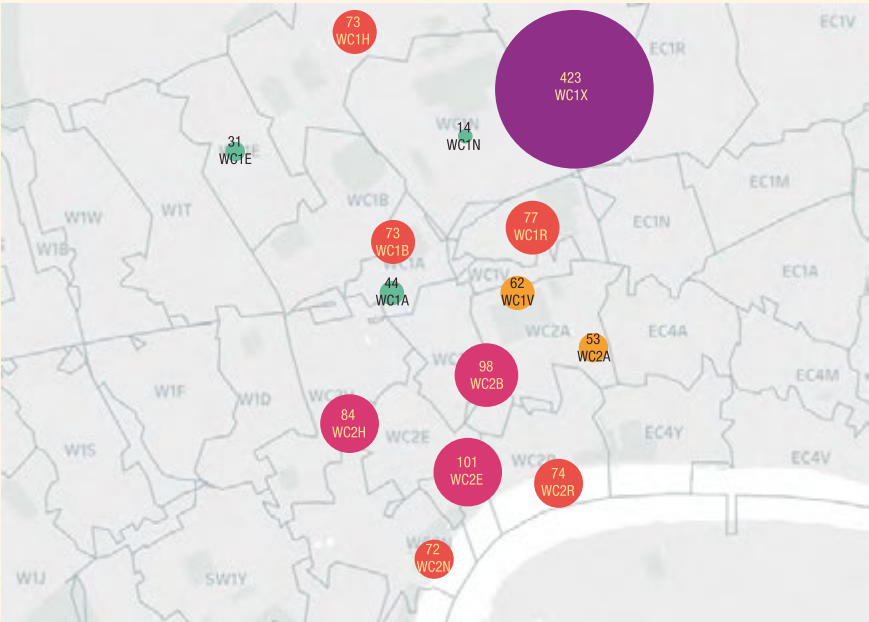 73
WC1H
EC1V
EC1R
423
WC1X
14
WC1N
31
WC1E
EC1M
WC1B
W1T
W1W
77
WC1R
EC1N
73
WC1B
WC1A
EC1A
WC1V
44
WC1A
62
WC1V
WC2A
EC4A
53
WC2A
98
WC2B
EC4M
W1F
W1D
84
WC2H
WC2E
EC4Y
W1S
101
WC2E
74
WC2R
EC4V
72
WC2N
W1J
SW1Y